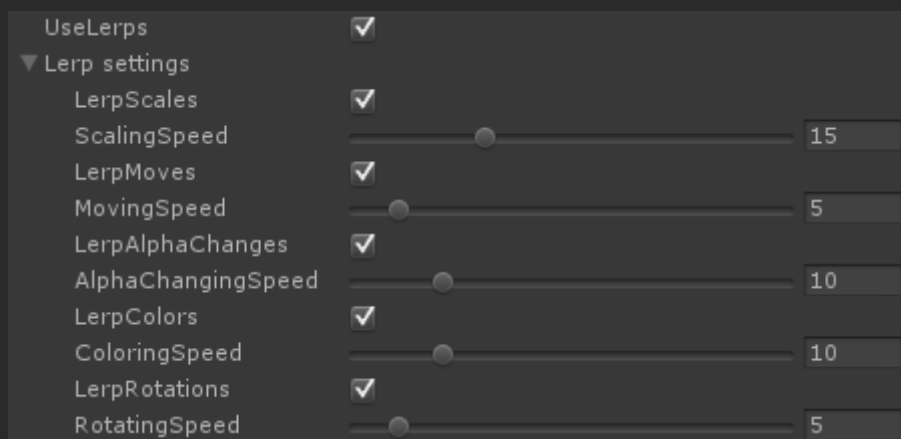 UseLerps
Lerp settings
LerpScales
ScalingSpeed 15
LerpMoves
MovingSpeed 5
LerpAlphaChanges
AlphaChangingSpeed 10
LerpColors
ColoringSpeed 10
LerpRotations
RotatingSpeed 5